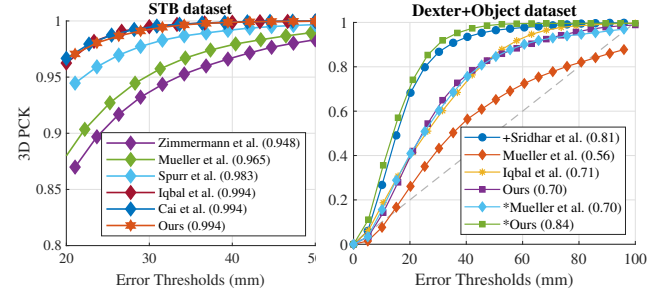 STB dataset
3D PCK
1
0.95
0.9
0.85
0.8
20
30
40
50
Zimmermann et al. (0.948)
Mueller et al. (0.965)
Spurr et al. (0.983)
Iqbal et al. (0.994)
Cai et al. (0.994)
Ours (0.994)
Error Thresholds (mm)
Dexter+Object dataset
1
0.8
0.6
0.4
0.2
0
0
20
40
60
80
100
+Sridhar et al. (0.81)
Mueller et al. (0.56)
Iqbal et al. (0.71)
Ours (0.70)
*Mueller et al. (0.70)
*Ours (0.84)
Error Thresholds (mm)